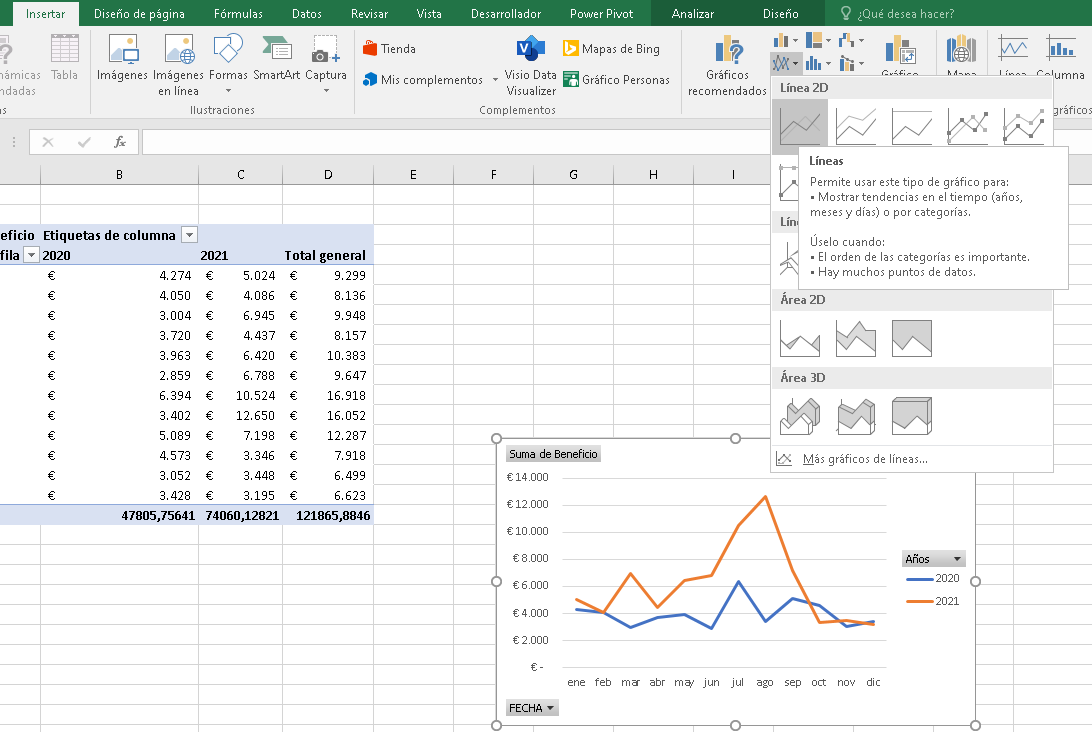 Insertar Diseño de página Fórmulas Datos Revisar Vista Desarrollador Power Pivot Analizar Diseño ¿Qué desea hacer?
Tienda Mapas de Bing
Tabla Imágenes Imágenes en línea Formas SmartArt Captura
Mis complementos Visio Data Visualizer Gráfico Personas
Gráficos recomendados
Gráfico Mapa Línea Columna
Ilustraciones Complementos
Línea 2D
fx
Líneas
Permite usar este tipo de gráfico para:
• Mostrar tendencias en el tiempo (años,
meses y días) o por categorías.
Úselo cuando:
• El orden de las categorías es importante.
• Hay muchos puntos de datos.
Área 2D
Área 3D
Más gráficos de líneas...
B C D E F G H I
eficio Etiquetas de columna
fila 2020 2021 Total general
€ 4.274 € 5.024 € 9.299
€ 4.050 € 4.086 € 8.136
€ 3.004 € 6.945 € 9.948
€ 3.720 € 4.437 € 8.157
€ 3.963 € 6.420 € 10.383
€ 2.859 € 6.788 € 9.647
€ 6.394 € 10.524 € 16.918
€ 3.402 € 12.650 € 16.052
€ 5.089 € 7.198 € 12.287
€ 4.573 € 3.346 € 7.918
€ 3.052 € 3.448 € 6.499
€ 3.428 € 3.195 € 6.623
47805,75641 74060,12821 121865,8846
Suma de Beneficio
€ 14.000
€ 12.000
€ 10.000
€ 8.000
€ 6.000
€ 4.000
€ 2.000
€ -
ene feb mar abr may jun jul ago sep oct nov dic
Años
2020
2021
FECHA